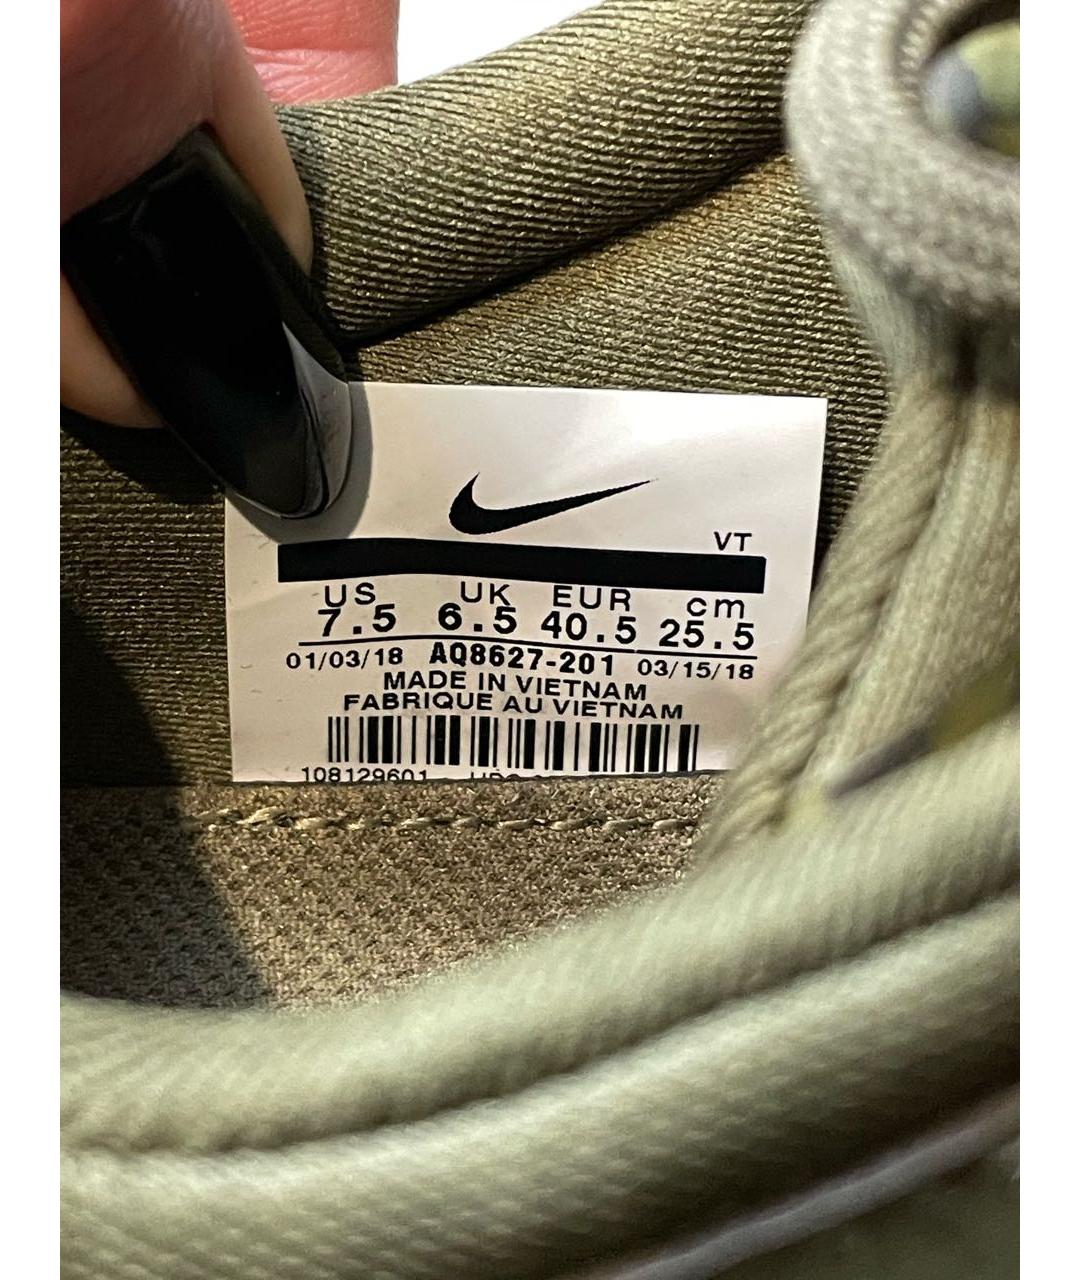 VT
US UK EUR cm
7.5 6.5 40.5 25.5
01/03/18 AQ8627-201 03/15/18
MADE IN VIETNAM
FABRIQUE AU VIETNAM
108129601